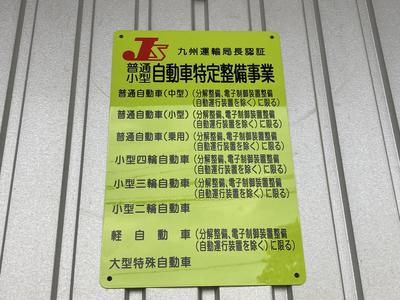 JS 九州運輸局長認証
普通
小型 自動車特定整備事業
普通自動車(中型) (分解整備、電子制御装置整備
(自動運行装置を除く)に限る)
普通自動車(小型) (分解整備、電子制御装置整備
(自動運行装置を除く)に限る)
普通自動車(乗用) (分解整備、電子制御装置整備
(自動運行装置を除く)に限る)
小型四輪自動車 (分解整備、電子制御装置整備
(自動運行装置を除く)に限る)
小型三輪自動車 (分解整備、電子制御装置整備
(自動運行装置を除く)に限る)
小型二輪自動車
軽自動車 (分解整備、電子制御装置整備
(自動運行装置を除く)に限る)
大型特殊自動車